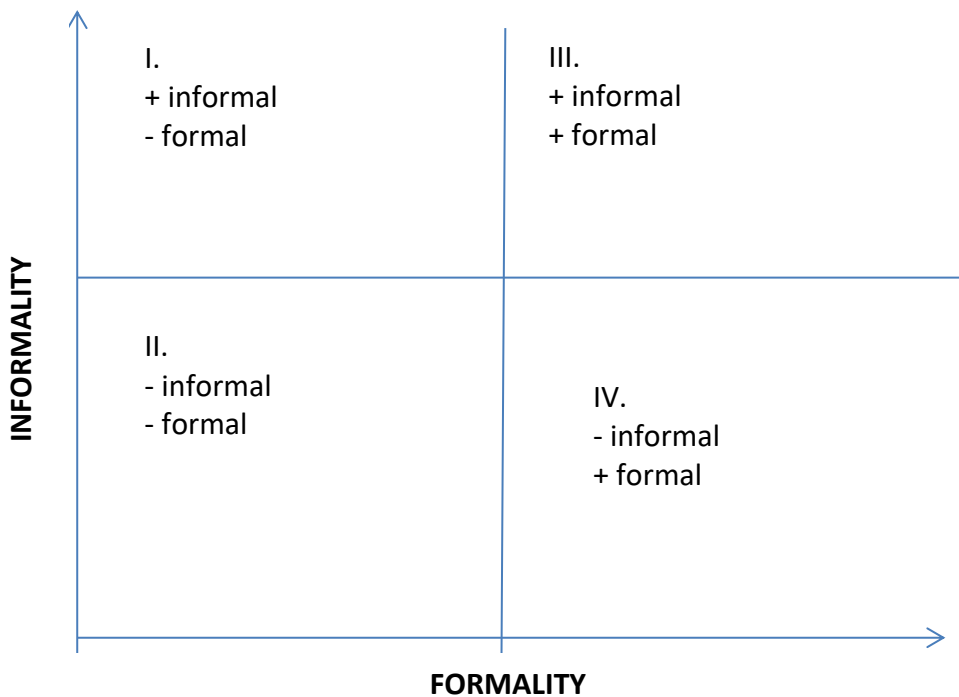 I.
+ informal
- formal
III.
+ informal
+ formal
II.
- informal
- formal
IV.
- informal
+ formal
INFORMALITY
FORMALITY